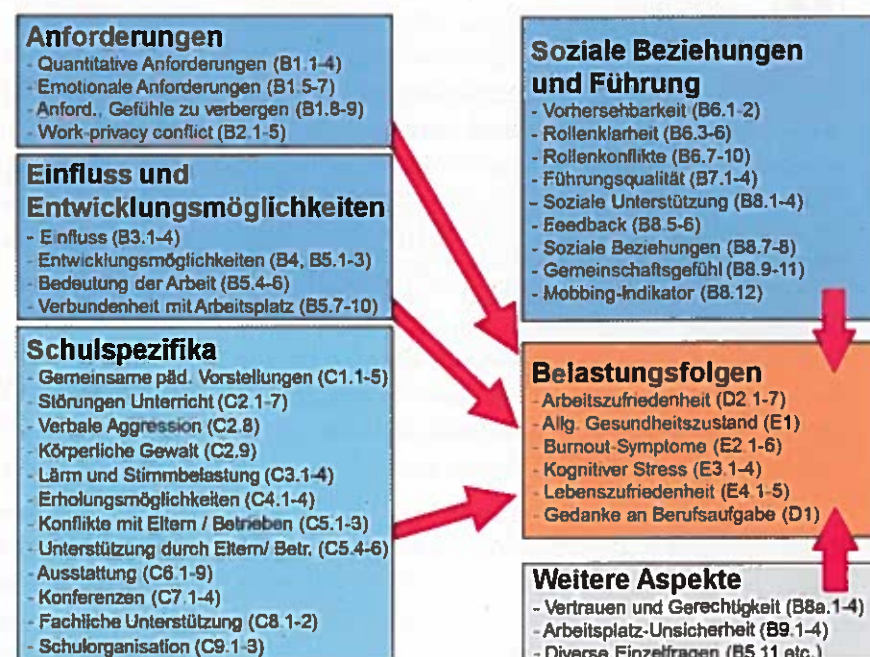 Anforderungen
- Quantitative Anforderungen (B1.1-4)
- Emotionale Anforderungen (B1.5-7)
- Anford., Gefühle zu verbergen (B1.8-9)
- Work-privacy conflict (B2.1-5)
Einfluss und
Entwicklungsmöglichkeiten
- Einfluss (B3.1-4)
- Entwicklungsmöglichkeiten (B4, B5.1-3)
- Bedeutung der Arbeit (B5.4-6)
- Verbundenheit mit Arbeitsplatz (B5.7-10)
Schulspezifika
- Gemeinsame päd. Vorstellungen (C1.1-5)
- Störungen Unterricht (C2.1-7)
- Verbale Aggression (C2.8)
- Körperliche Gewalt (C2.9)
- Lärm und Stimmbelastung (C3.1-4)
- Erholungsmöglichkeiten (C4.1-4)
- Konflikte mit Eltern / Betrieben (C5.1-3)
- Unterstützung durch Eltern/ Betr. (C5.4-6)
- Ausstattung (C6.1-9)
- Konferenzen (C7.1-4)
- Fachliche Unterstützung (C8.1-2)
- Schulorganisation (C9.1-3)
Soziale Beziehungen
und Führung
- Vorhersehbarkeit (B6.1-2)
- Rollenklarheit (B6.3-6)
- Rollenkonflikte (B6.7-10)
- Führungsqualität (B7.1-4)
- Soziale Unterstützung (B8.1-4)
- Feedback (B8.5-6)
- Soziale Beziehungen (B8.7-8)
- Gemeinschaftsgefühl (B8.9-11)
- Mobbing-Indikator (B8.12)
Belastungsfolgen
- Arbeitszufriedenheit (D2.1-7)
- Allg. Gesundheitszustand (E1)
- Burnout-Symptome (E2.1-6)
- Kognitiver Stress (E3.1-4)
- Lebenszufriedenheit (E4.1-5)
- Gedanke an Berufsaufgabe (D1)
Weitere Aspekte
- Vertrauen und Gerechtigkeit (B8a.1-4)
- Arbeitsplatz-Unsicherheit (B9.1-4)
- Diverse Einzelfragen (B5.11 etc.)